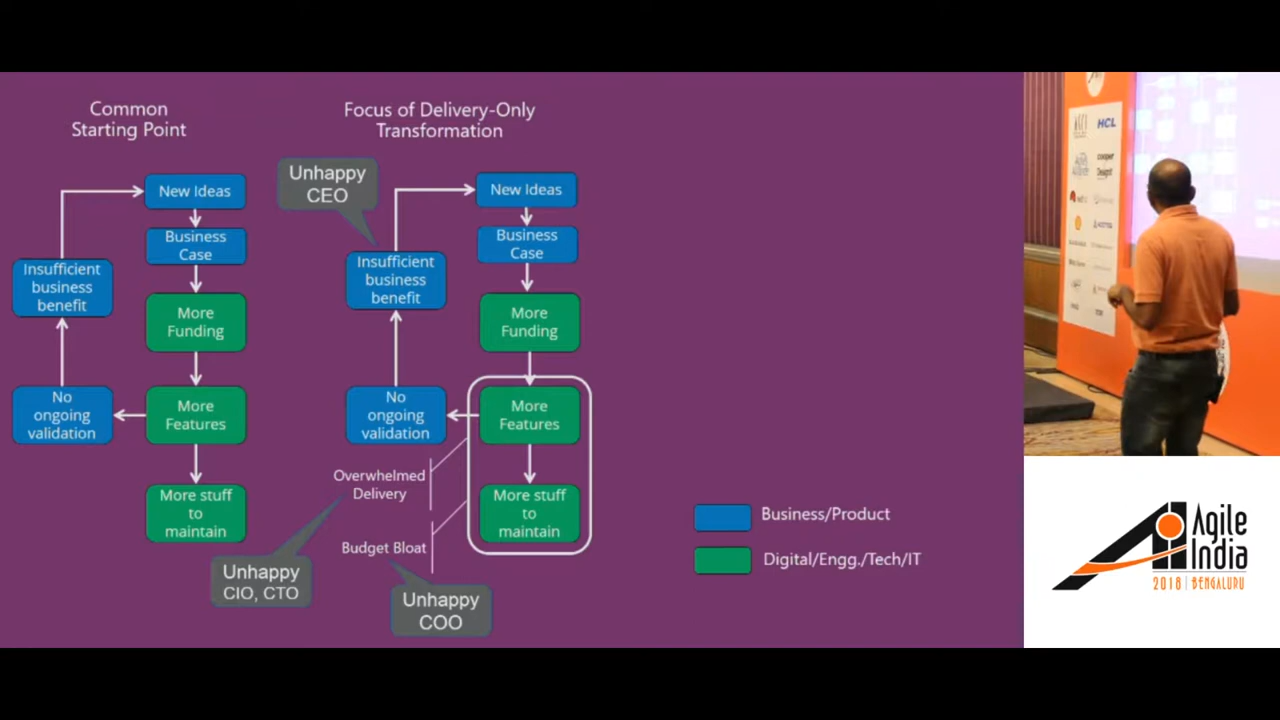 Common
Starting Point
New Ideas
Business
Case
More
Funding
More
Features
More stuff
to
maintain
No
ongoing
validation
Insufficient
business
benefit
Focus of Delivery-Only
Transformation
Unhappy
CEO
New Ideas
Business
Case
More
Funding
More
Features
More stuff
to
maintain
No
ongoing
validation
Insufficient
business
benefit
Overwhelmed
Delivery
Budget Bloat
Unhappy
CIO, CTO
Unhappy
COO
Business/Product
Digital/Engg./Tech/IT
HCL
cooper
Agile
India
2018 | BENGALURU